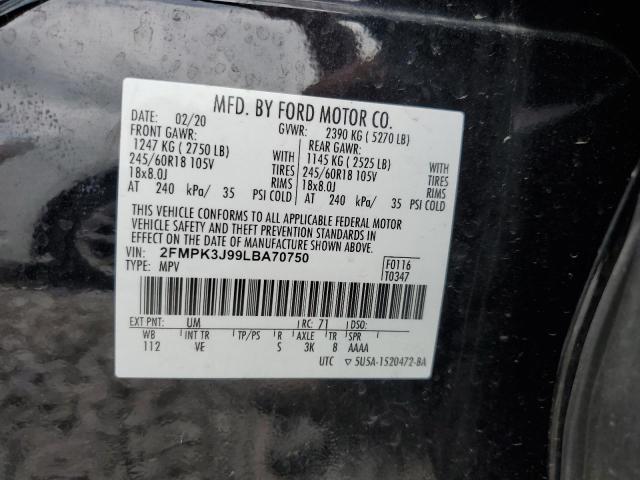 MFD. BY FORD MOTOR CO.
DATE: 02/20 GVWR: 2390 KG ( 5270 LB)
FRONT GAWR: REAR GAWR:
1247 KG ( 2750 LB) WITH 1145 KG ( 2525 LB) WITH
245/60R18 105V TIRES 245/60R18 105V TIRES
18x8.0J RIMS 18x8.0J RIMS
AT 240 kPa/ 35 PSI COLD AT 240 kPa/ 35 PSI COLD
THIS VEHICLE CONFORMS TO ALL APPLICABLE FEDERAL MOTOR
VEHICLE SAFETY AND THEFT PREVENTION STANDARDS IN
EFFECT ON THE DATE OF MANUFACTURE SHOWN ABOVE.
VIN: 2FMPK3J99LBA70750 F0116
TYPE: MPV T0347
EXT PNT: UM RC: 71 DSO:
WB INT TR TP/PS R AXLE TR SPR
112 VE S 3K 8 AAAA
UTC ▽ 5U5A-1520472-BA